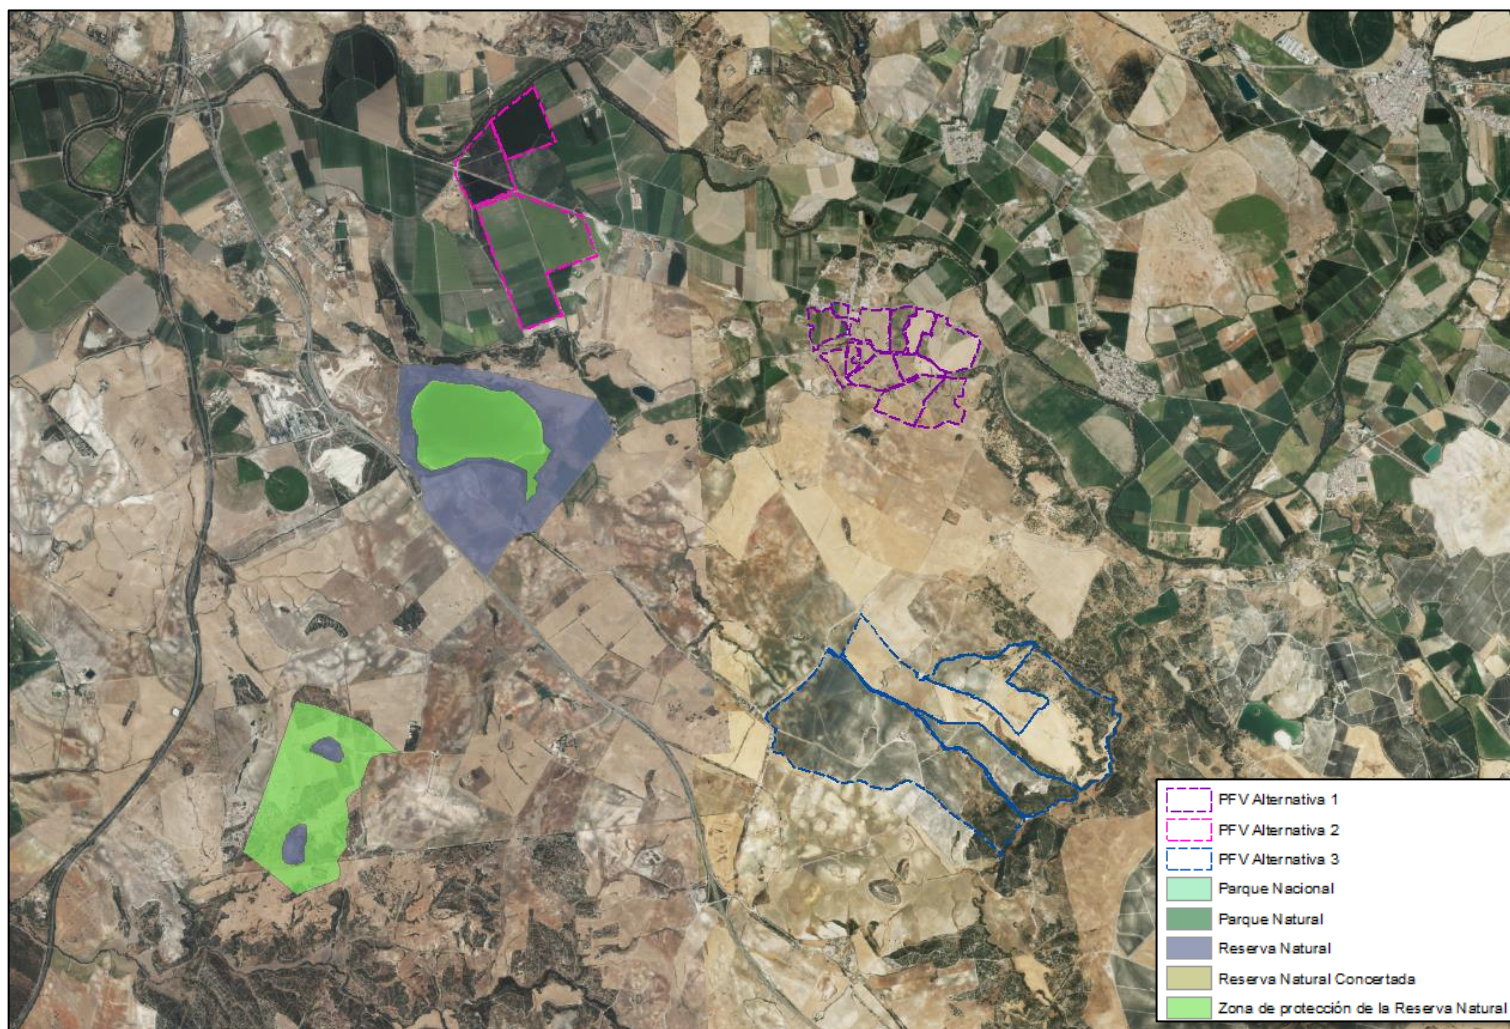 PFV Alternativa 1
PFV Alternativa 2
PFV Alternativa 3
Parque Nacional
Parque Natural
Reserva Natural
Reserva Natural Concertada
Zona de protección de la Reserva Natural